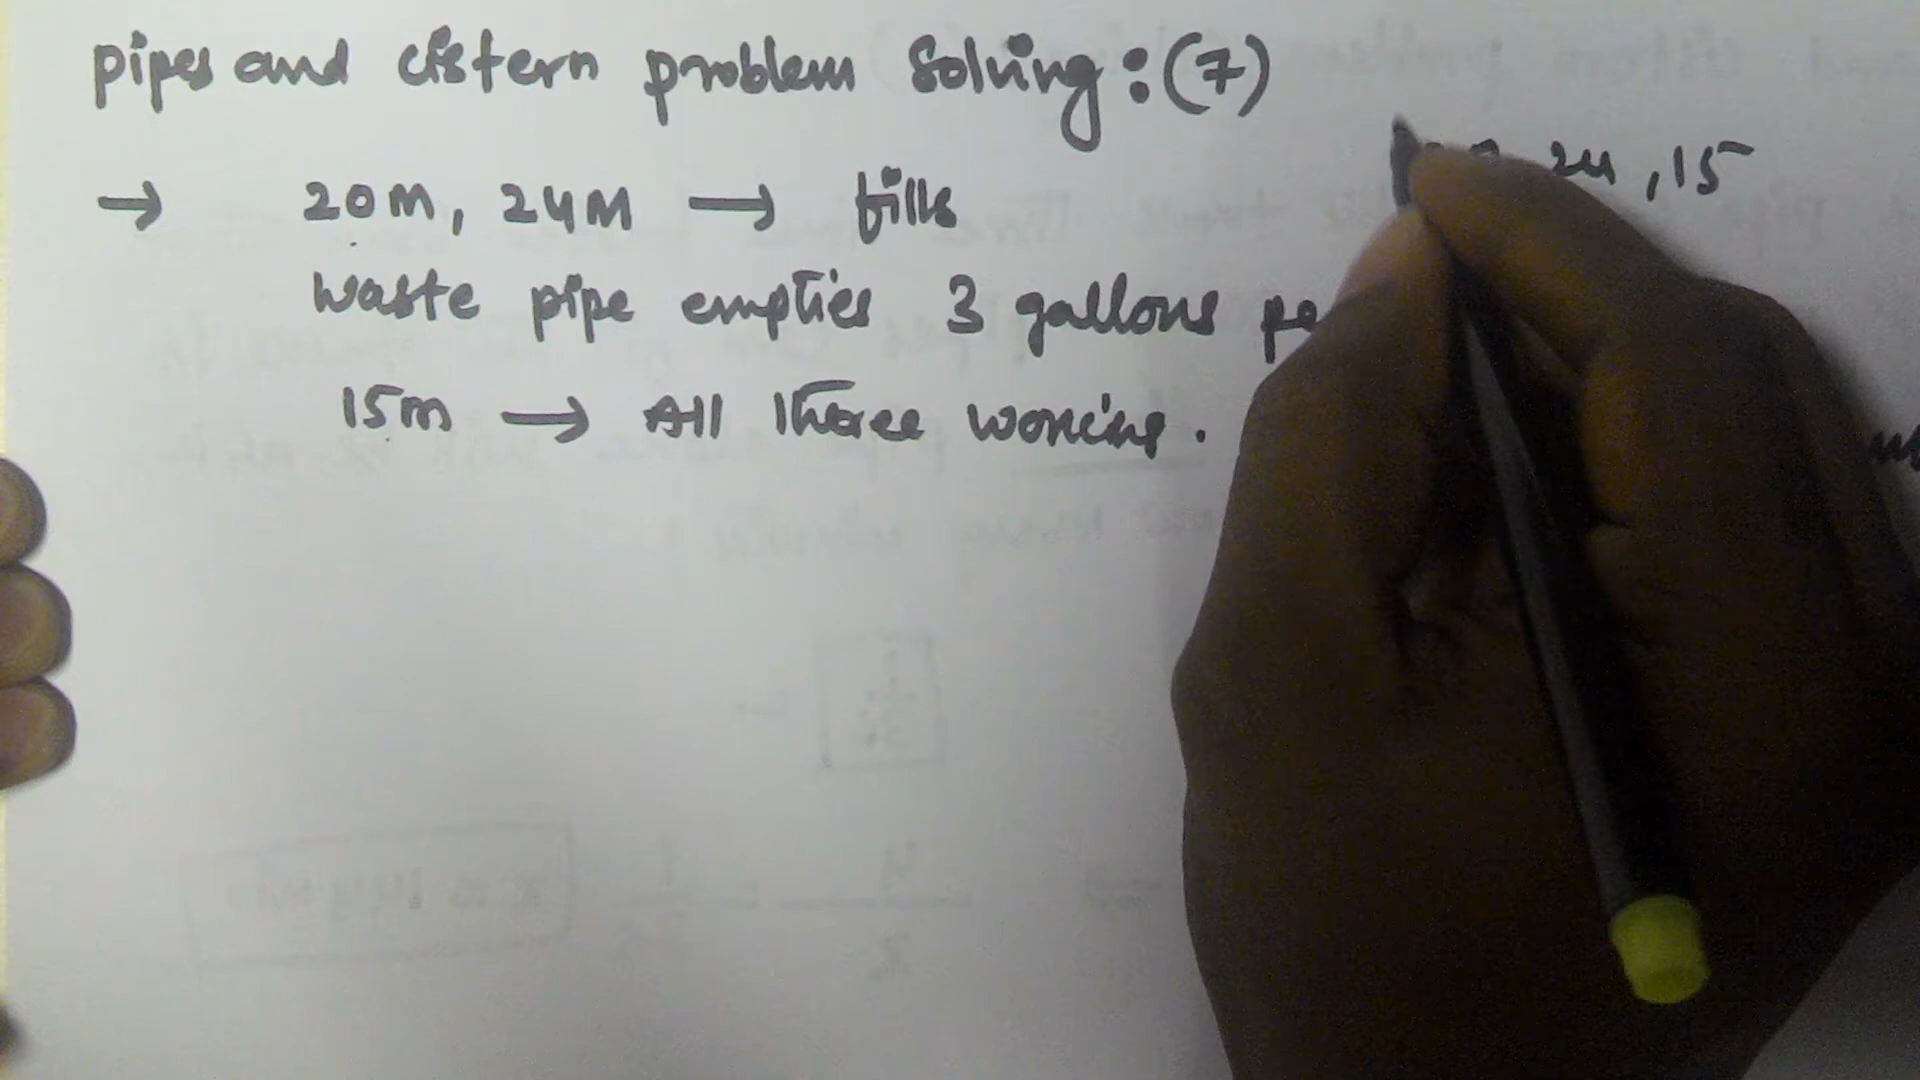 pipes and cistern problem solving: (7)
→ 20M, 24M → fills
24, 15
waste pipe empties 3 gallons
15m → All three working.